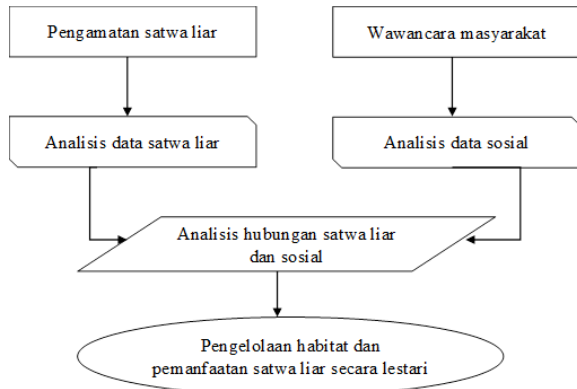 Pengamatan satwa liar
Wawancara masyarakat
Analisis data satwa liar
Analisis data sosial
Analisis hubungan satwa liar
dan sosial
Pengelolaan habitat dan
pemanfaatan satwa liar secara lestari